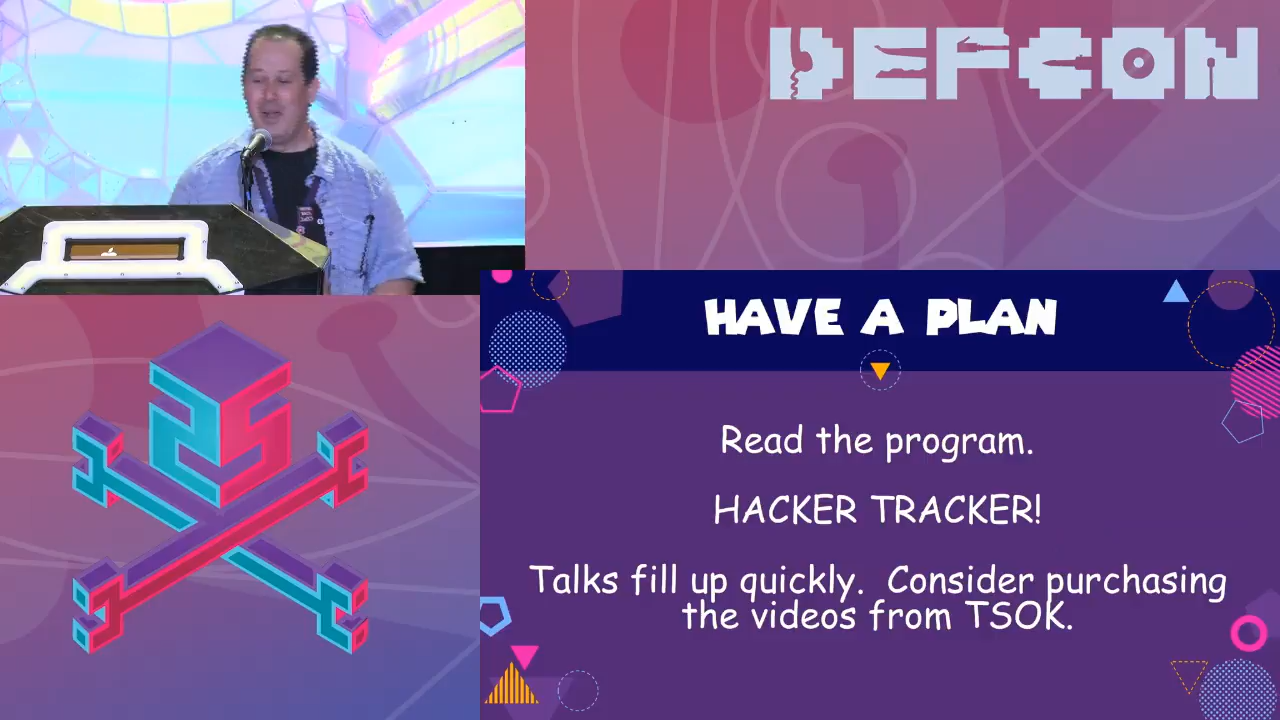 DEFCON
HAVE A PLAN
Read the program.
HACKER TRACKER!
Talks fill up quickly. Consider purchasing
the videos from TSOK.